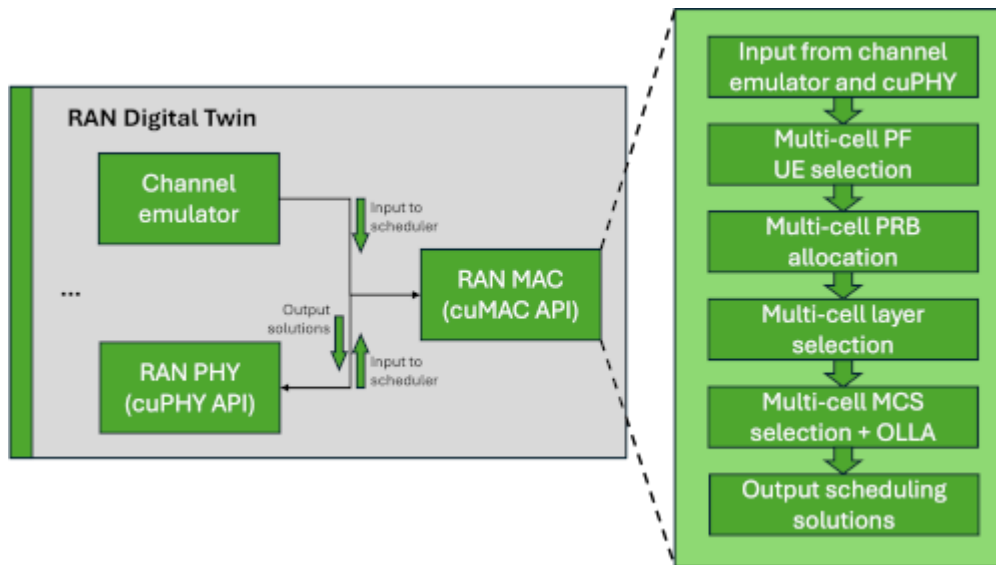 RAN Digital Twin
Channel
emulator
Input to
scheduler
...
RAN MAC
(cuMAC API)
Output
solutions
Input to
scheduler
RAN PHY
(cuPHY API)
Input from channel
emulator and cuPHY
Multi-cell PF
UE selection
Multi-cell PRB
allocation
Multi-cell layer
selection
Multi-cell MCS
selection + OLLA
Output scheduling
solutions